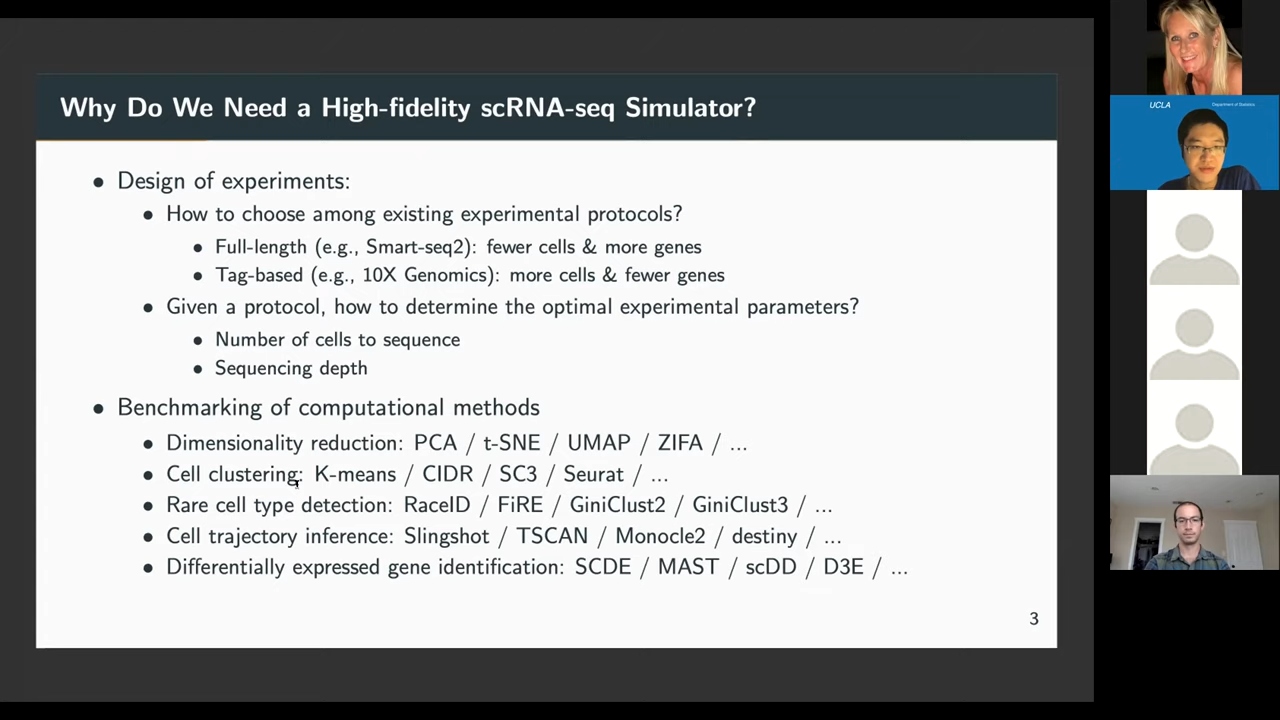 Why Do We Need a High-fidelity scRNA-seq Simulator?
• Design of experiments:
• How to choose among existing experimental protocols?
• Full-length (e.g., Smart-seq2): fewer cells & more genes
• Tag-based (e.g., 10X Genomics): more cells & fewer genes
• Given a protocol, how to determine the optimal experimental parameters?
• Number of cells to sequence
• Sequencing depth
• Benchmarking of computational methods
• Dimensionality reduction: PCA / t-SNE / UMAP / ZIFA / ...
• Cell clustering: K-means / CIDR / SC3 / Seurat / ...
• Rare cell type detection: RaceID / FiRE / GiniClust2 / GiniClust3 / ...
• Cell trajectory inference: Slingshot / TSCAN / Monocle2 / destiny / ...
• Differentially expressed gene identification: SCDE / MAST / scDD / D3E / ...
3
UCLA
Department of Statistics